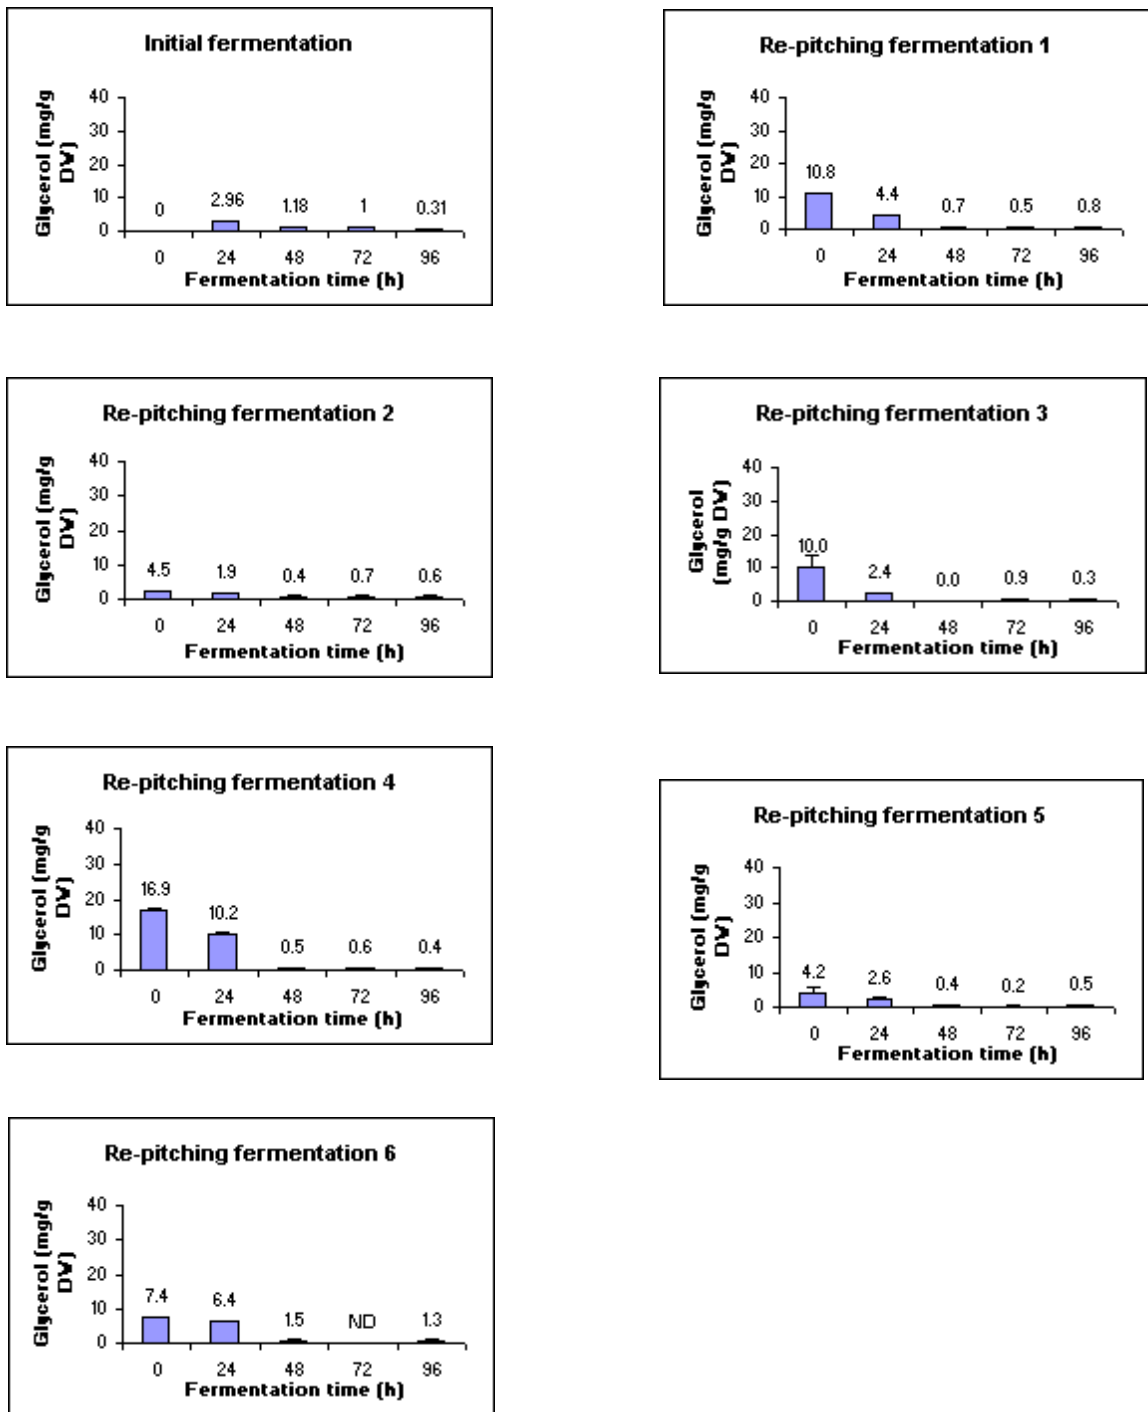 Initial fermentation
Glycerol (mg/g
DW)
40
30
20
10
0
0
2.96
1.18
1
0.31
0 24 48 72 96
Fermentation time (h)
Re-pitching fermentation 1
Glycerol (mg/g
DW)
40
30
20
10
0
10.8
4.4
0.7
0.5
0.8
0 24 48 72 96
Fermentation time (h)
Re-pitching fermentation 2
Glycerol (mg/g
DW)
40
30
20
10
0
4.5
1.9
0.4
0.7
0.6
0 24 48 72 96
Fermentation time (h)
Re-pitching fermentation 3
Glycerol
(mg/g DW)
40
30
20
10
0
10.0
2.4
0.0
0.9
0.3
0 24 48 72 96
Fermentation time (h)
Re-pitching fermentation 4
Glycerol (mg/g
DW)
40
30
20
10
0
16.9
10.2
0.5
0.6
0.4
0 24 48 72 96
Fermentation time (h)
Re-pitching fermentation 5
Glycerol (mg/g
DW)
40
30
20
10
0
4.2
2.6
0.4
0.2
0.5
0 24 48 72 96
Fermentation time (h)
Re-pitching fermentation 6
Glycerol (mg/g
DW)
40
30
20
10
0
7.4
6.4
1.5
ND
1.3
0 24 48 72 96
Fermentation time (h)